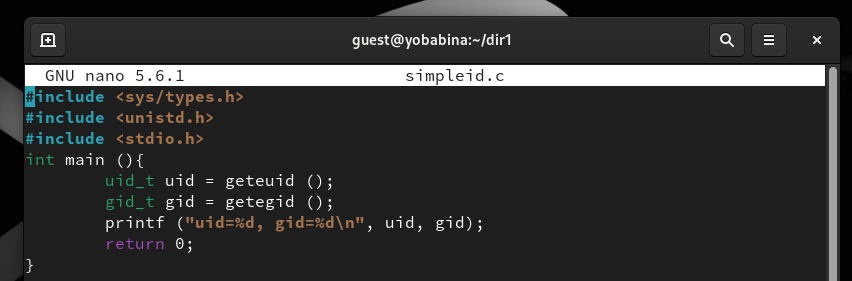 guest@yobabina:~/dir1
GNU nano 5.6.1 simpleid.c
#include <sys/types.h>
#include <unistd.h>
#include <stdio.h>
int main (){
        uid_t uid = geteuid ();
        gid_t gid = getegid ();
        printf ("uid=%d, gid=%d\n", uid, gid);
        return 0;
}